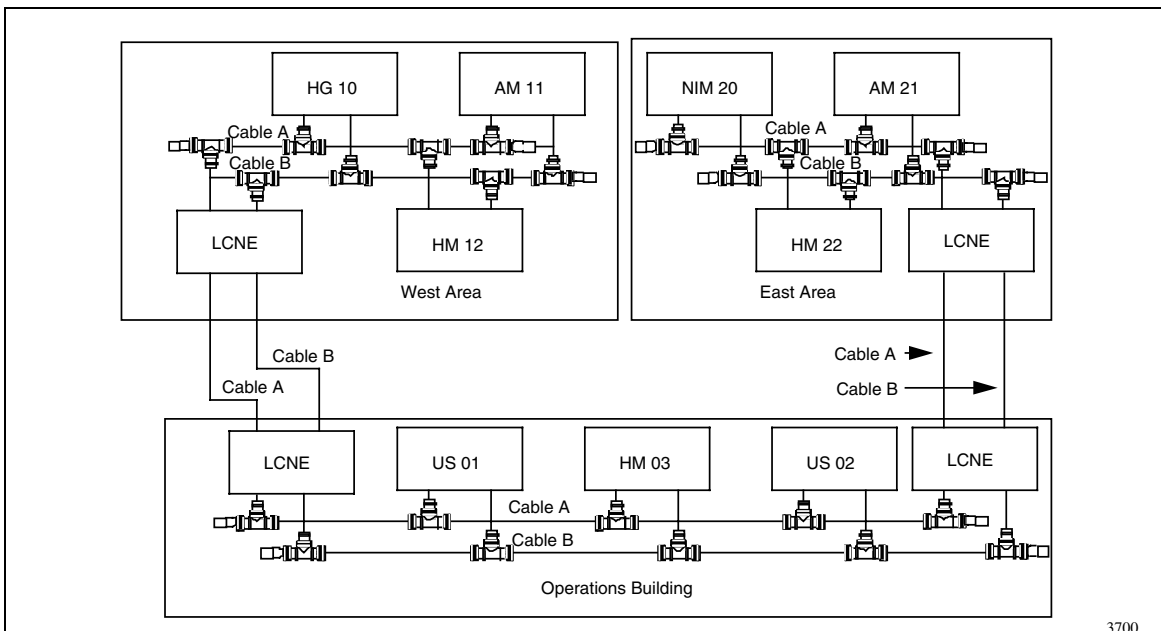 HG 10
AM 11
NIM 20
AM 21
Cable A
Cable B
Cable A
Cable B
LCNE
HM 12
HM 22
LCNE
West Area
East Area
Cable B
Cable A
Cable A
Cable B
LCNE
US 01
HM 03
US 02
LCNE
Cable A
Cable B
Operations Building
3700